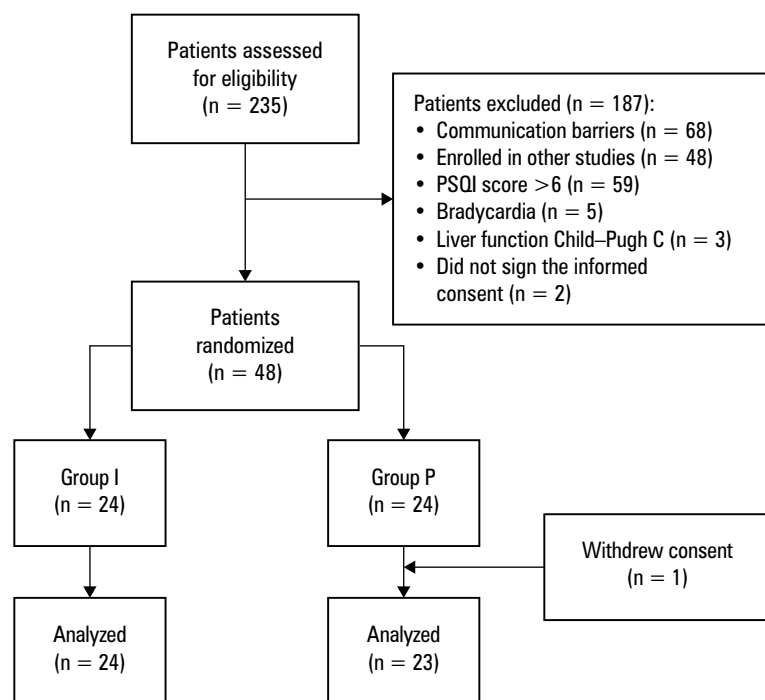 Patients assessed
for eligibility
(n = 235)
Patients excluded (n = 187):
• Communication barriers (n = 68)
• Enrolled in other studies (n = 48)
• PSQI score >6 (n = 59)
• Bradycardia (n = 5)
• Liver function Child–Pugh C (n = 3)
• Did not sign the informed
consent (n = 2)
Patients
randomized
(n = 48)
Group I
(n = 24)
Group P
(n = 24)
Withdrew consent
(n = 1)
Analyzed
(n = 24)
Analyzed
(n = 23)